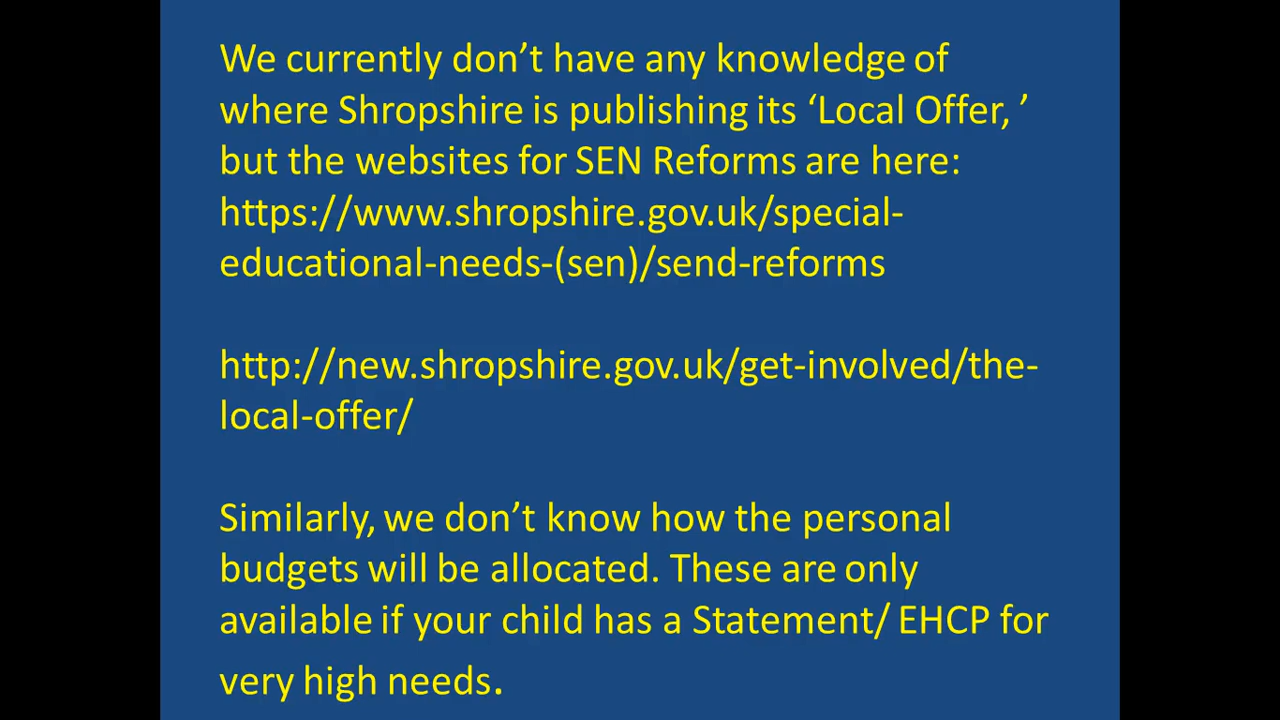 We currently don’t have any knowledge of
where Shropshire is publishing its ‘Local Offer, ’
but the websites for SEN Reforms are here:
https://www.shropshire.gov.uk/special-
educational-needs-(sen)/send-reforms
http://new.shropshire.gov.uk/get-involved/the-
local-offer/
Similarly, we don’t know how the personal
budgets will be allocated. These are only
available if your child has a Statement/ EHCP for
very high needs.